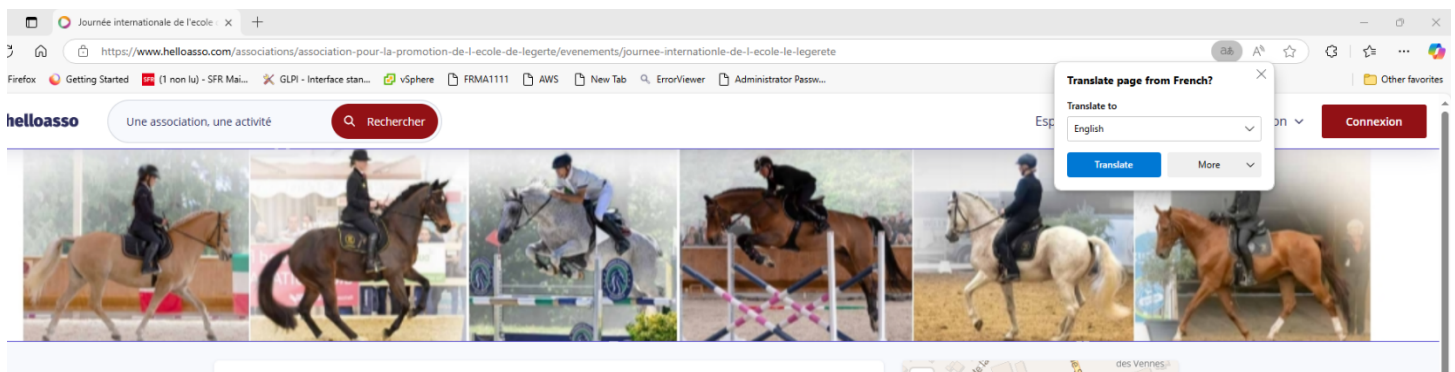 Journée internationale de l'ecole
https://www.helloasso.com/associations/association-pour-la-promotion-de-l-ecole-de-legerte/evenements/journee-internationle-de-l-ecole-le-legerete
Firefox Getting Started SFR (1 non lu) - SFR Mai... GLPI - Interface stan... vSphere FRMA1111 AWS New Tab ErrorViewer Administrator Passw... Other favorites
Translate page from French?
Translate to
English
Translate More
helloasso Une association, une activité Rechercher Esp on Connexion
des Vennes